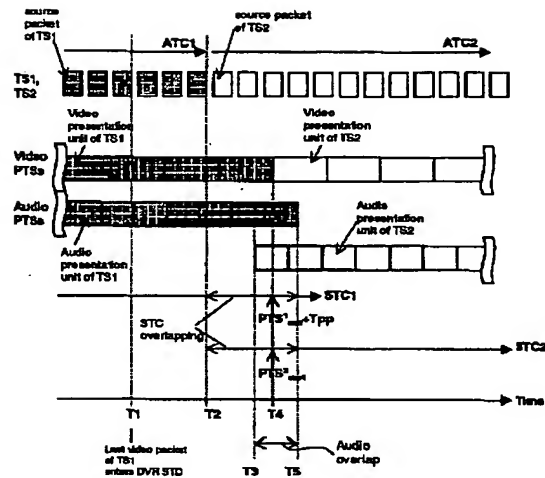 source
packet
of TS1
ATC1
source packet
of TS2
ATC2
TS1,
TS2
Video
presentation
unit of TS1
Video
presentation
unit of TS2
Video
PTSs
Audio
PTSs
Audio
presentation
unit of TS1
Audio
presentation
unit of TS2
STC1
STC
overlapping
PTS¹ +Tpp
STC2
PTS²
Time
T1
T2
T4
Last video packet
of TS1
enters DVR STD
T3
T5
Audio
overlap